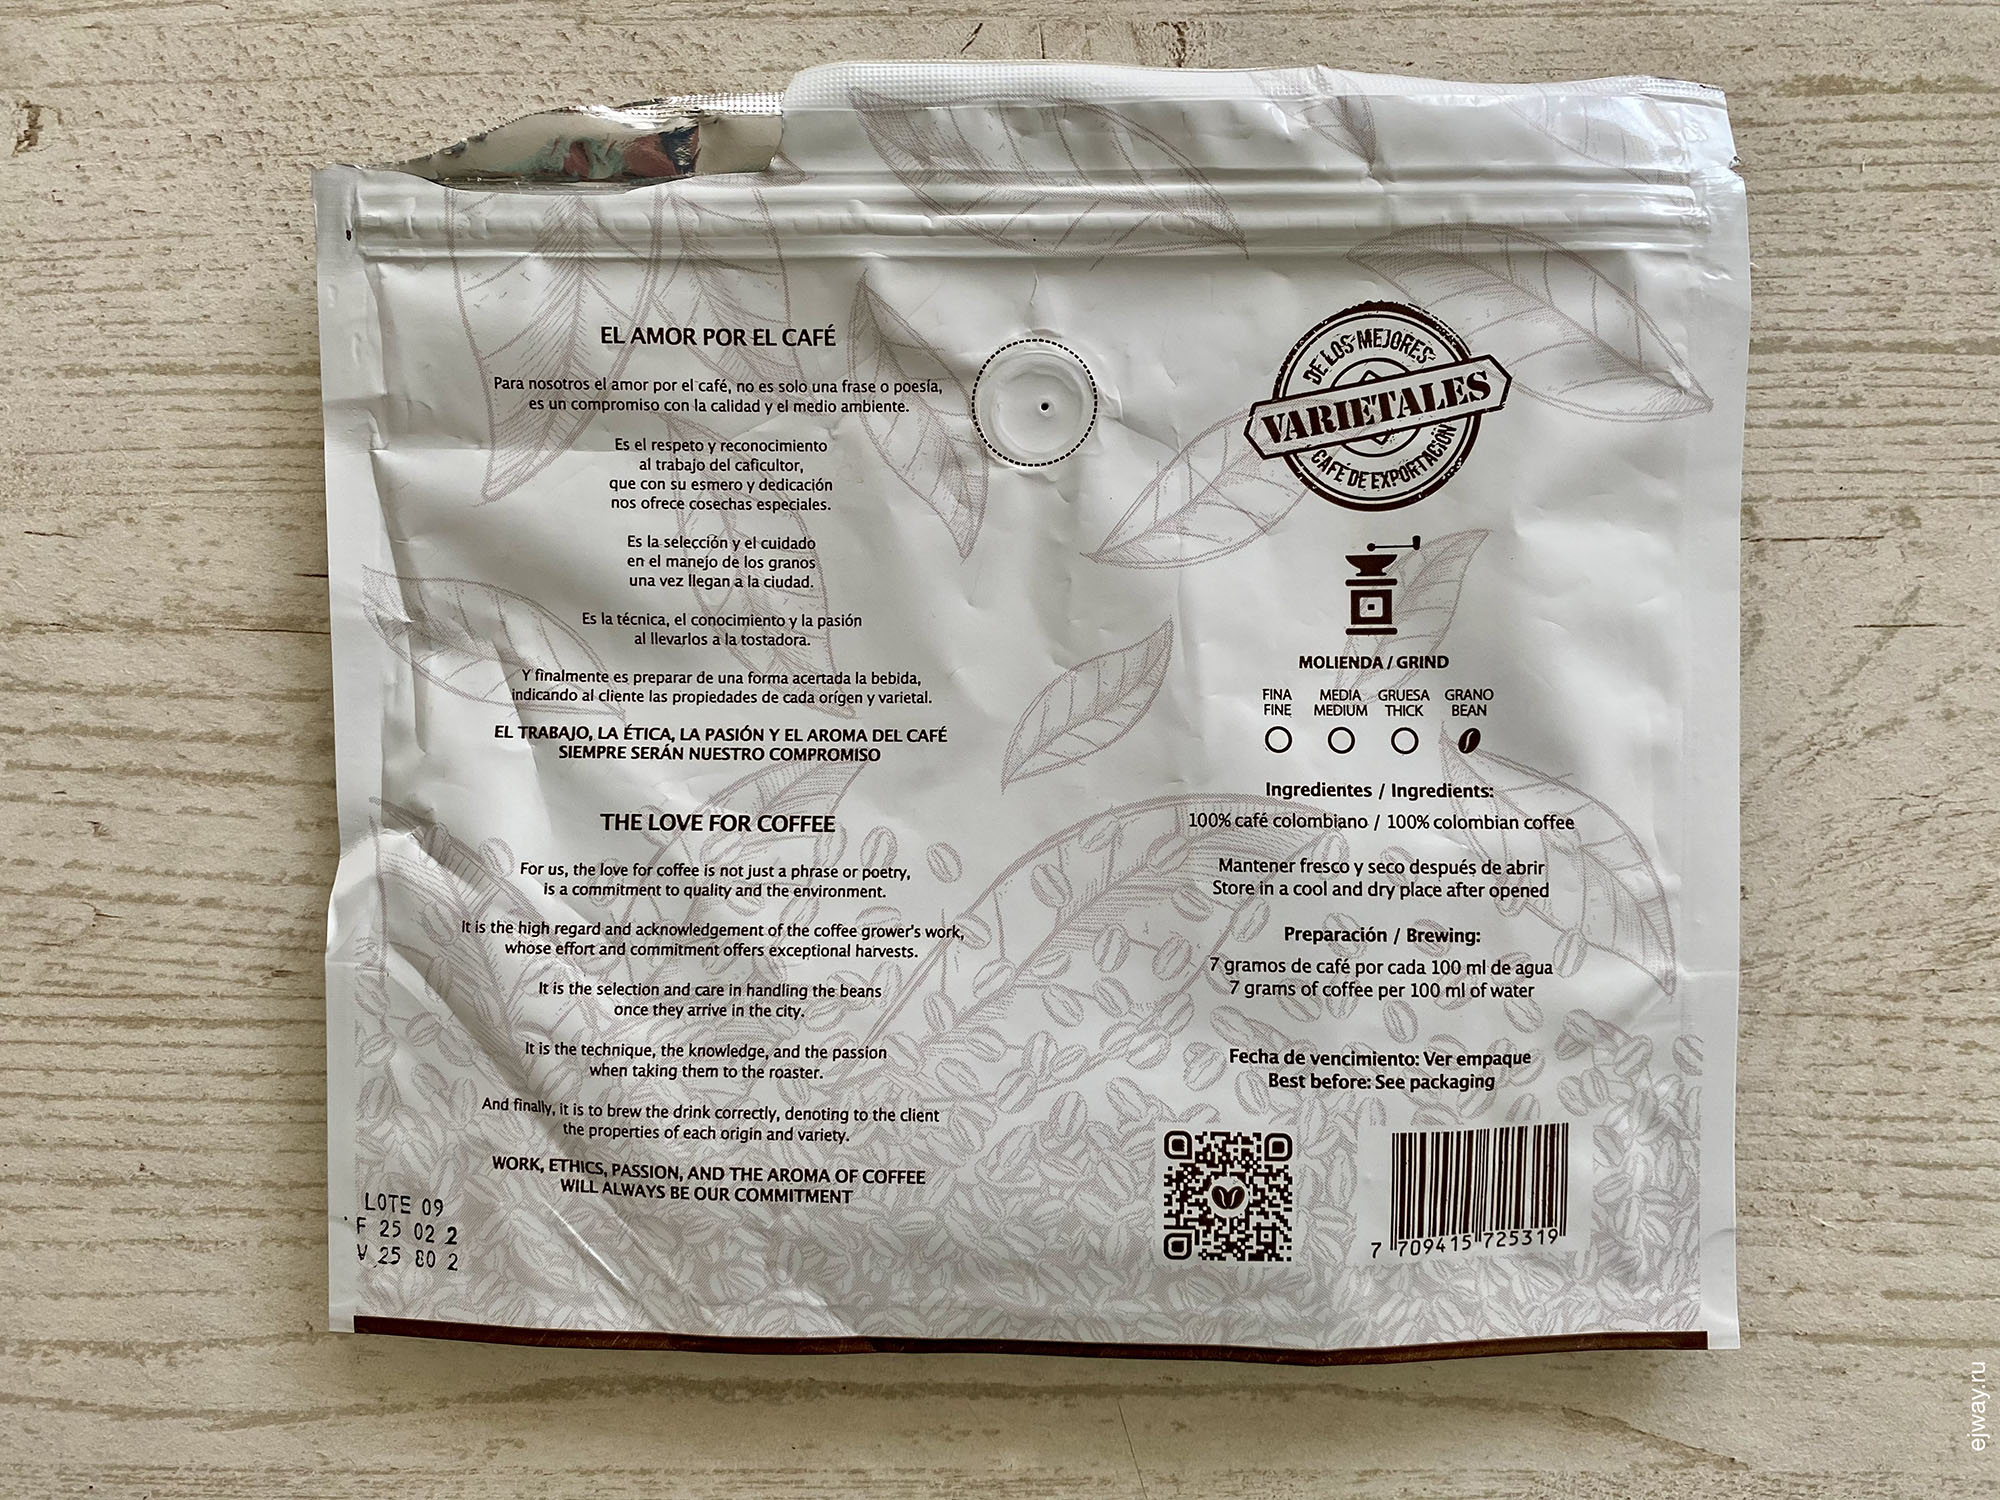 EL AMOR POR EL CAFÉ
Para nosotros el amor por el café, no es solo una frase o poesía,
es un compromiso con la calidad y el medio ambiente.
Es el respeto y reconocimiento
al trabajo del caficultor,
que con su esmero y dedicación
nos ofrece cosechas especiales.
Es la selección y el cuidado
en el manejo de los granos
una vez llegan a la ciudad.
Es la técnica, el conocimiento y la pasión
al llevarlos a la tostadora.
Y finalmente es preparar de una forma acertada la bebida,
indicando al cliente las propiedades de cada orígen y varietal.
EL TRABAJO, LA ÉTICA, LA PASIÓN Y EL AROMA DEL CAFÉ
SIEMPRE SERÁN NUESTRO COMPROMISO
THE LOVE FOR COFFEE
For us, the love for coffee is not just a phrase or poetry,
is a commitment to quality and the environment.
It is the high regard and acknowledgement of the coffee grower's work,
whose effort and commitment offers exceptional harvests.
It is the selection and care in handling the beans
once they arrive in the city.
It is the technique, the knowledge, and the passion
when taking them to the roaster.
And finally, it is to brew the drink correctly, denoting to the client
the properties of each origin and variety.
WORK, ETHICS, PASSION, AND THE AROMA OF COFFEE
WILL ALWAYS BE OUR COMMITMENT
LOTE 09
F 25 02 2
V 25 80 2
DE LOS MEJORES
VARIETALES
CAFÉ DE EXPORTACIÓN
MOLIENDA / GRIND
FINA MEDIA GRUESA GRANO
FINE MEDIUM THICK BEAN
Ingredientes / Ingredients:
100% café colombiano / 100% colombian coffee
Mantener fresco y seco después de abrir
Store in a cool and dry place after opened
Preparación / Brewing:
7 gramos de café por cada 100 ml de agua
7 grams of coffee per 100 ml of water
Fecha de vencimiento: Ver empaque
Best before: See packaging
7 709415 725319
ejway.ru